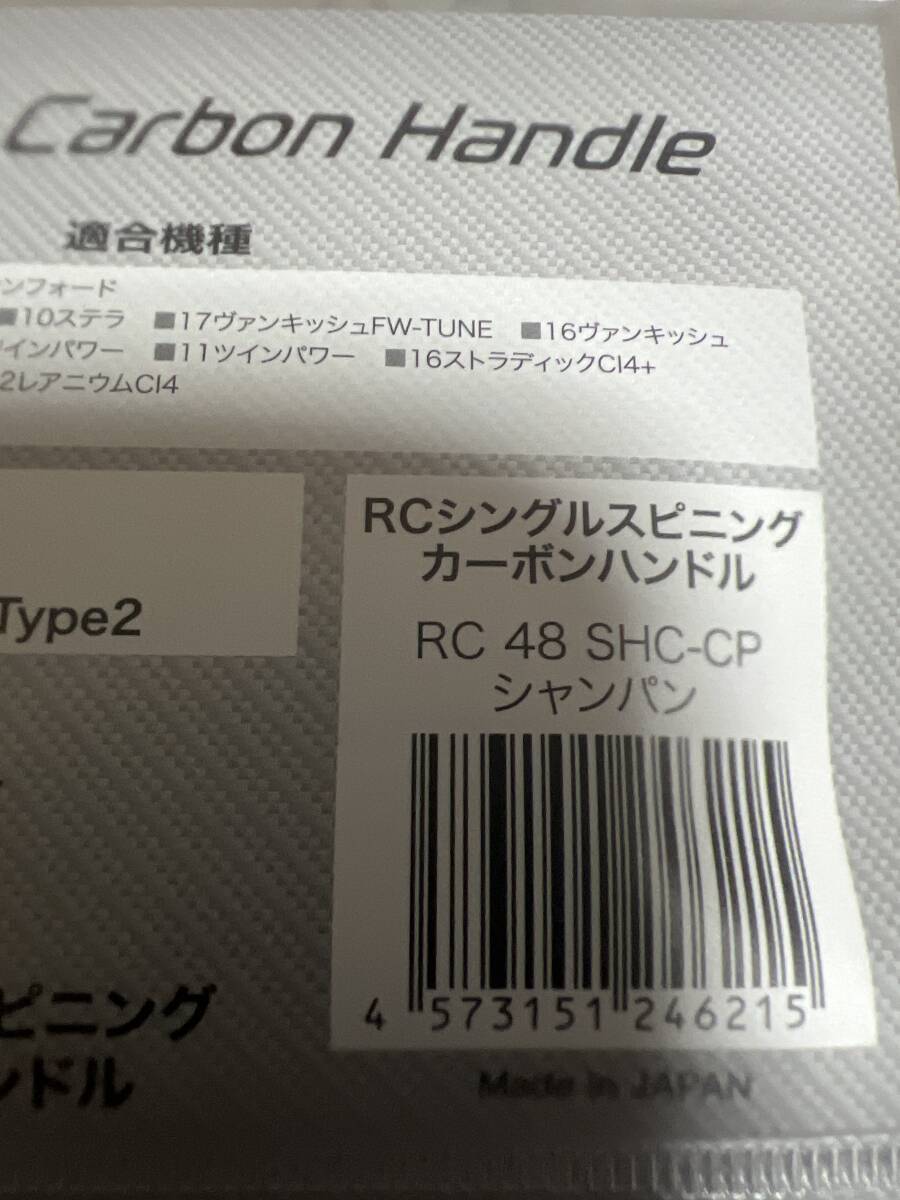 Carbon Handle
適合機種
ンフォード
■10ステラ ■17ヴァンキッシュFW-TUNE ■16ヴァンキッシュ
ツインパワー ■11ツインパワー ■16ストラディックCI4+
2レアニウムCI4
RCシングルスピニング
カーボンハンドル
Type2
RC 48 SHC-CP
シャンパン
4 573151 246215
ピニング
ンドル
Made in JAPAN